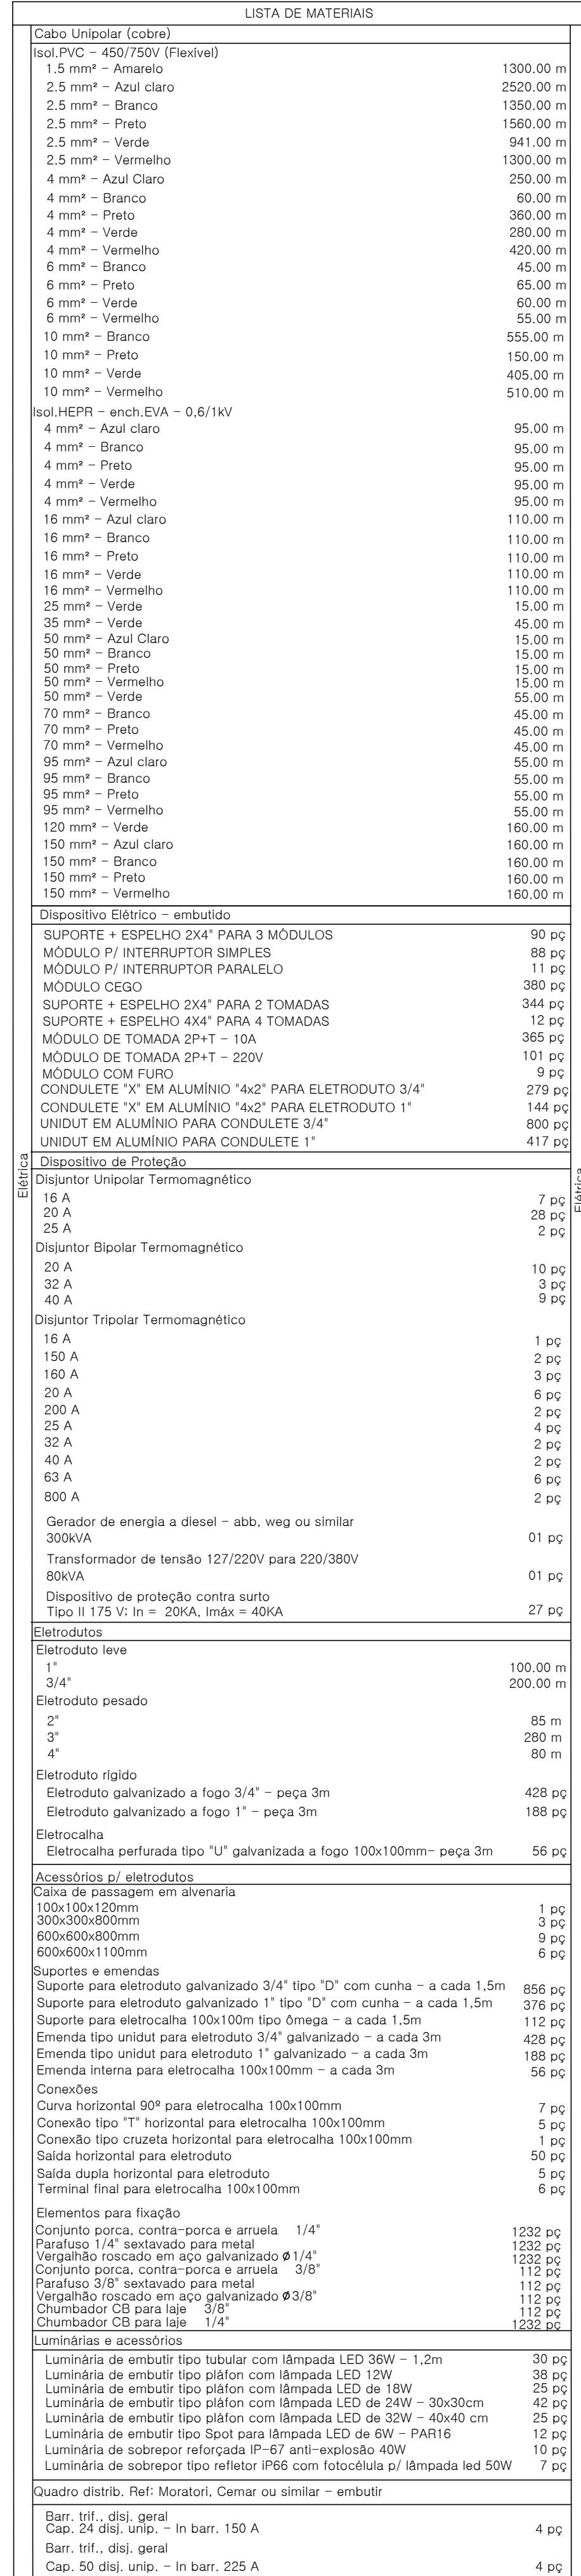 LISTA DE MATERIAIS
Cabo Unipolar (cobre)
Isol.PVC - 450/750V (Flexível)
1.5 mm² - Amarelo 1300.00 m
2.5 mm² - Azul claro 2520.00 m
2.5 mm² - Branco 1350.00 m
2.5 mm² - Preto 1560.00 m
2.5 mm² - Verde 941.00 m
2.5 mm² - Vermelho 1300.00 m
4 mm² - Azul Claro 250.00 m
4 mm² - Branco 60.00 m
4 mm² - Preto 360.00 m
4 mm² - Verde 280.00 m
4 mm² - Vermelho 420.00 m
6 mm² - Branco 45.00 m
6 mm² - Preto 65.00 m
6 mm² - Verde 60.00 m
6 mm² - Vermelho 55.00 m
10 mm² - Branco 555.00 m
10 mm² - Preto 150.00 m
10 mm² - Verde 405.00 m
10 mm² - Vermelho 510.00 m
Isol.HEPR - ench.EVA - 0,6/1kV
4 mm² - Azul claro 95.00 m
4 mm² - Branco 95.00 m
4 mm² - Preto 95.00 m
4 mm² - Verde 95.00 m
4 mm² - Vermelho 95.00 m
16 mm² - Azul claro 110.00 m
16 mm² - Branco 110.00 m
16 mm² - Preto 110.00 m
16 mm² - Verde 110.00 m
16 mm² - Vermelho 110.00 m
25 mm² - Verde 15.00 m
35 mm² - Verde 45.00 m
50 mm² - Azul Claro 15.00 m
50 mm² - Branco 15.00 m
50 mm² - Preto 15.00 m
50 mm² - Vermelho 15.00 m
50 mm² - Verde 55.00 m
70 mm² - Branco 45.00 m
70 mm² - Preto 45.00 m
70 mm² - Vermelho 45.00 m
95 mm² - Azul claro 55.00 m
95 mm² - Branco 55.00 m
95 mm² - Preto 55.00 m
95 mm² - Vermelho 55.00 m
120 mm² - Verde 160.00 m
150 mm² - Azul claro 160.00 m
150 mm² - Branco 160.00 m
150 mm² - Preto 160.00 m
150 mm² - Vermelho 160.00 m
Dispositivo Elétrico - embutido
SUPORTE + ESPELHO 2X4" PARA 3 MÓDULOS 90 pç
MÓDULO P/ INTERRUPTOR SIMPLES 88 pç
MÓDULO P/ INTERRUPTOR PARALELO 11 pç
MÓDULO CEGO 380 pç
SUPORTE + ESPELHO 2X4" PARA 2 TOMADAS 344 pç
SUPORTE + ESPELHO 4X4" PARA 4 TOMADAS 12 pç
MÓDULO DE TOMADA 2P+T - 10A 365 pç
MÓDULO DE TOMADA 2P+T - 220V 101 pç
MÓDULO COM FURO 9 pç
CONDULETE "X" EM ALUMÍNIO "4x2" PARA ELETRODUTO 3/4" 279 pç
CONDULETE "X" EM ALUMÍNIO "4x2" PARA ELETRODUTO 1" 144 pç
UNIDUT EM ALUMÍNIO PARA CONDULETE 3/4" 800 pç
UNIDUT EM ALUMÍNIO PARA CONDULETE 1" 417 pç
Elétrica
Elétrica
Dispositivo de Proteção
Disjuntor Unipolar Termomagnético
16 A 7 pç
20 A 28 pç
25 A 2 pç
Disjuntor Bipolar Termomagnético
20 A 10 pç
32 A 3 pç
40 A 9 pç
Disjuntor Tripolar Termomagnético
16 A 1 pç
150 A 2 pç
160 A 3 pç
20 A 6 pç
200 A 2 pç
25 A 4 pç
32 A 2 pç
40 A 2 pç
63 A 6 pç
800 A 2 pç
Gerador de energia a diesel - abb, weg ou similar
300kVA 01 pç
Transformador de tensão 127/220V para 220/380V
80kVA 01 pç
Dispositivo de proteção contra surto
Tipo II 175 V; In = 20KA, Imáx = 40KA 27 pç
Eletrodutos
Eletroduto leve
1" 100.00 m
3/4" 200.00 m
Eletroduto pesado
2" 85 m
3" 280 m
4" 80 m
Eletroduto rígido
Eletroduto galvanizado a fogo 3/4" - peça 3m 428 pç
Eletroduto galvanizado a fogo 1" - peça 3m 188 pç
Eletrocalha
Eletrocalha perfurada tipo "U" galvanizada a fogo 100x100mm- peça 3m 56 pç
Acessórios p/ eletrodutos
Caixa de passagem em alvenaria
100x100x120mm 1 pç
300x300x800mm 3 pç
600x600x800mm 9 pç
600x600x1100mm 6 pç
Suportes e emendas
Suporte para eletroduto galvanizado 3/4" tipo "D" com cunha - a cada 1,5m 856 pç
Suporte para eletroduto galvanizado 1" tipo "D" com cunha - a cada 1,5m 376 pç
Suporte para eletrocalha 100x100m tipo ômega - a cada 1,5m 112 pç
Emenda tipo unidut para eletroduto 3/4" galvanizado - a cada 3m 428 pç
Emenda tipo unidut para eletroduto 1" galvanizado - a cada 3m 188 pç
Emenda interna para eletrocalha 100x100mm - a cada 3m 56 pç
Conexões
Curva horizontal 90º para eletrocalha 100x100mm 7 pç
Conexão tipo "T" horizontal para eletrocalha 100x100mm 5 pç
Conexão tipo cruzeta horizontal para eletrocalha 100x100mm 1 pç
Saída horizontal para eletroduto 50 pç
Saída dupla horizontal para eletroduto 5 pç
Terminal final para eletrocalha 100x100mm 6 pç
Elementos para fixação
Conjunto porca, contra-porca e arruela 1/4" 1232 pç
Parafuso 1/4" sextavado para metal 1232 pç
Vergalhão roscado em aço galvanizado Ø1/4" 1232 pç
Conjunto porca, contra-porca e arruela 3/8" 112 pç
Parafuso 3/8" sextavado para metal 112 pç
Vergalhão roscado em aço galvanizado Ø3/8" 112 pç
Chumbador CB para laje 3/8" 112 pç
Chumbador CB para laje 1/4" 1232 pç
Luminárias e acessórios
Luminária de embutir tipo tubular com lâmpada LED 36W - 1,2m 30 pç
Luminária de embutir tipo pláfon com lâmpada LED 12W 38 pç
Luminária de embutir tipo pláfon com lâmpada LED de 18W 25 pç
Luminária de embutir tipo pláfon com lâmpada LED de 24W - 30x30cm 42 pç
Luminária de embutir tipo pláfon com lâmpada LED de 32W - 40x40 cm 25 pç
Luminária de embutir tipo Spot para lâmpada LED de 6W - PAR16 12 pç
Luminária de sobrepor reforçada IP-67 anti-explosão 40W 10 pç
Luminária de sobrepor tipo refletor iP66 com fotocélula p/ lâmpada led 50W 7 pç
Quadro distrib. Ref: Moratori, Cemar ou similar - embutir
Barr. trif., disj. geral
Cap. 24 disj. unip. - In barr. 150 A 4 pç
Barr. trif., disj. geral
Cap. 50 disj. unip. - In barr. 225 A 4 pç